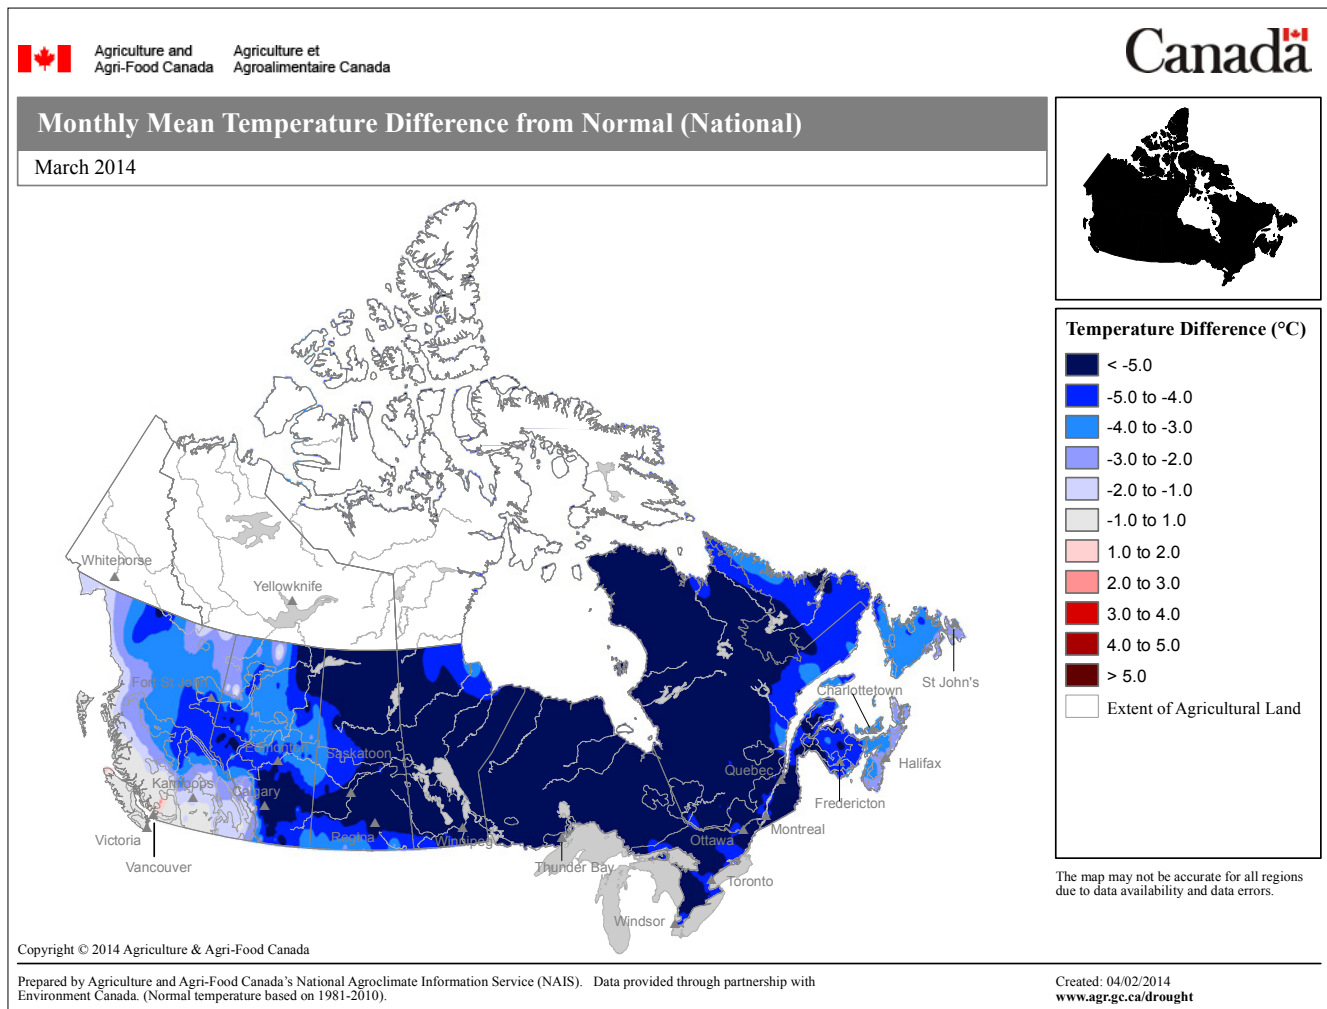 Agriculture and
Agri-Food Canada
Agriculture et
Agroalimentaire Canada
Canada
Monthly Mean Temperature Difference from Normal (National)
March 2014
Temperature Difference (°C)
< -5.0
-5.0 to -4.0
-4.0 to -3.0
-3.0 to -2.0
-2.0 to -1.0
-1.0 to 1.0
1.0 to 2.0
2.0 to 3.0
3.0 to 4.0
4.0 to 5.0
> 5.0
Extent of Agricultural Land
Whitehorse
Yellowknife
Fort St John
Edmonton
Saskatoon
Kamloops
Calgary
Regina
Winnipeg
Victoria
Vancouver
Thunder Bay
Windsor
Toronto
Ottawa
Montreal
Quebec
Fredericton
Halifax
Charlottetown
St John's
The map may not be accurate for all regions
due to data availability and data errors.
Copyright © 2014 Agriculture & Agri-Food Canada
Prepared by Agriculture and Agri-Food Canada's National Agroclimate Information Service (NAIS). Data provided through partnership with
Environment Canada. (Normal temperature based on 1981-2010).
Created: 04/02/2014
www.agr.gc.ca/drought